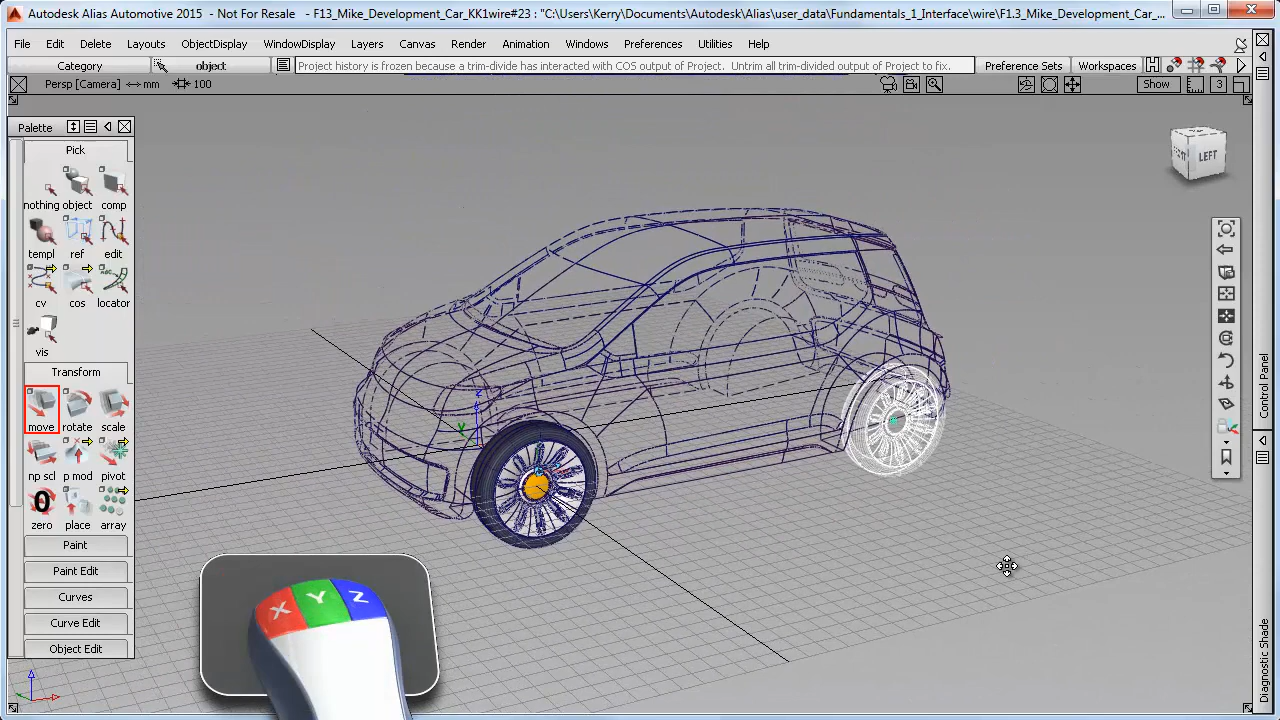 Autodesk Alias Automotive 2015 - Not For Resale - F13_Mike_Development_Car_KK1wire#23 : "C:\Users\Kerry\Documents\Autodesk\Alias\user_data\Fundamentals_1_Interface\wire\F1.3_Mike_Development_Car_...
File Edit Delete Layouts ObjectDisplay WindowDisplay Layers Canvas Render Animation Windows Preferences Utilities Help
Category object Project history is frozen because a trim-divide has interacted with COS output of Project. Untrim all trim-divided output of Project to fix. Preference Sets Workspaces
Persp [Camera] mm 100 Show 3
Palette
Pick
nothing object comp
templ ref edit
cv cos locator
vis
Transform
move rotate scale
np scl p mod pivot
0
zero place array
Paint
Paint Edit
Curves
Curve Edit
Object Edit
LEFT
Z
Y
X Y Z
Control Panel
Diagnostic Shade